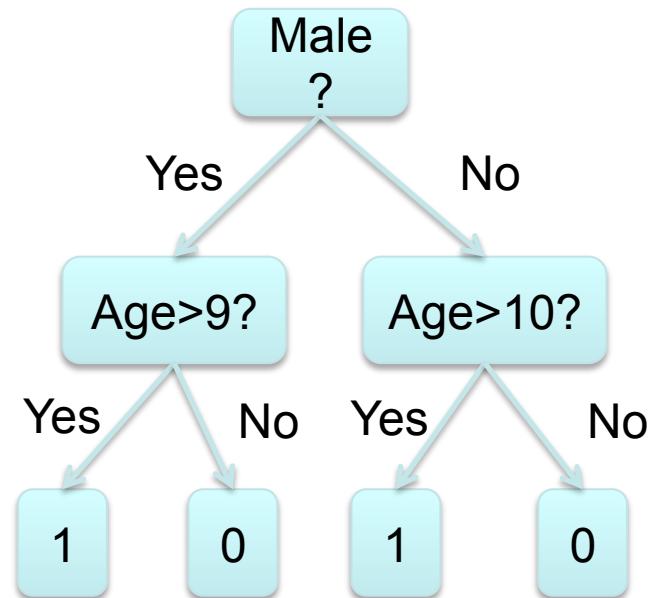 Male
?
Yes
No
Age>9?
Age>10?
Yes
No
Yes
No
1
0
1
0